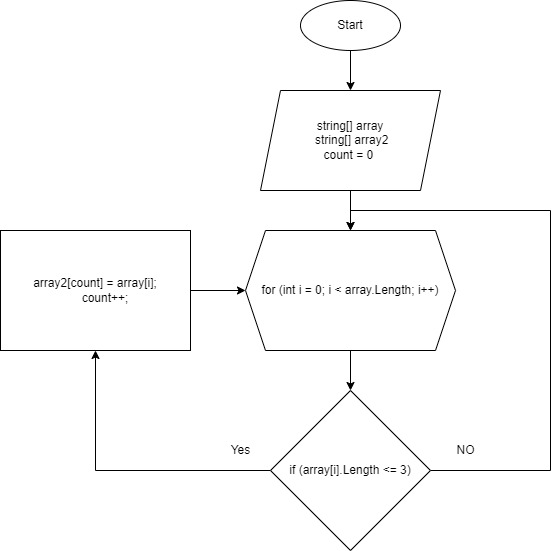 Start
string[] array
string[] array2
count = 0
array2[count] = array[i];
count++;
for (int i = 0; i < array.Length; i++)
Yes
NO
if (array[i].Length <= 3)